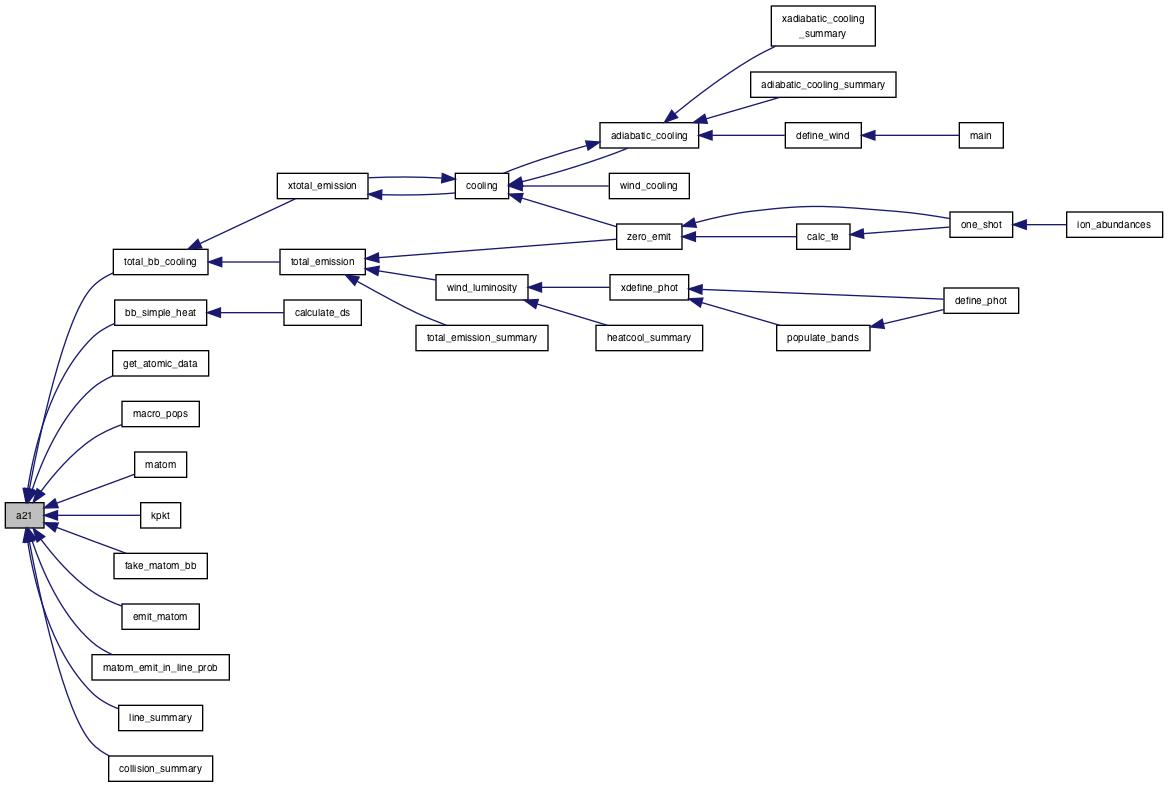 xadiabatic_cooling
_summary
adiabatic_cooling_summary
adiabatic_cooling
define_wind
main
xtotal_emission
cooling
wind_cooling
one_shot
ion_abundances
zero_emit
calc_te
total_bb_cooling
total_emission
wind_luminosity
xdefine_phot
define_phot
bb_simple_heat
calculate_ds
total_emission_summary
heatcool_summary
populate_bands
get_atomic_data
macro_pops
matom
a21
kpkt
fake_matom_bb
emit_matom
matom_emit_in_line_prob
line_summary
collision_summary